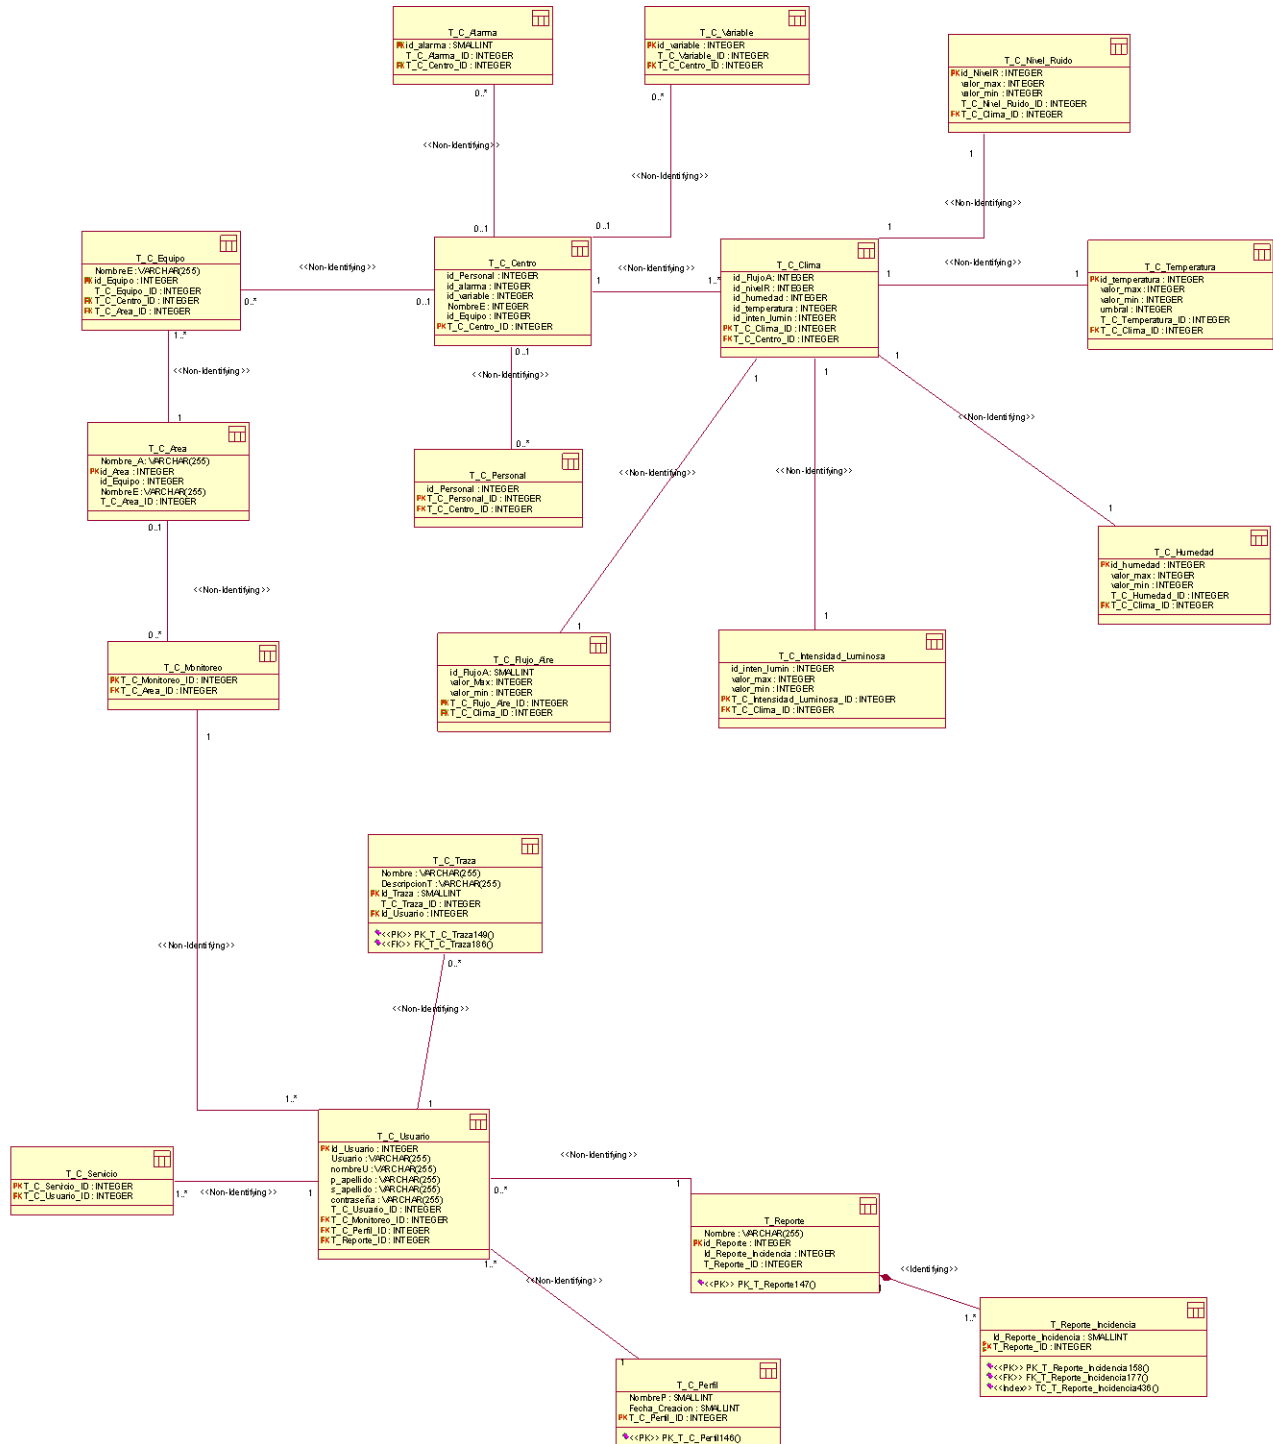 T_C_Alarma
PK id_alarma : SMALLINT
T_C_Alarma_ID : INTEGER
FK T_C_Centro_ID : INTEGER
0..*
<<Non-Identifying>>
0..1
T_C_Variable
PK id_variable : INTEGER
T_C_Variable_ID : INTEGER
FK T_C_Centro_ID : INTEGER
0..*
<<Non-Identifying>>
0..1
T_C_Nivel_Ruido
PK id_NivelR : INTEGER
valor_max : INTEGER
valor_min : INTEGER
T_C_Nivel_Ruido_ID : INTEGER
FK T_C_Clima_ID : INTEGER
1
<<Non-Identifying>>
1
T_C_Equipo
NombreE : VARCHAR(255)
PK id_Equipo : INTEGER
T_C_Equipo_ID : INTEGER
FK T_C_Centro_ID : INTEGER
FK T_C_Area_ID : INTEGER
<<Non-Identifying>>
0..*
0..1
T_C_Centro
id_Personal : INTEGER
id_alarma : INTEGER
id_variable : INTEGER
NombreE : INTEGER
id_Equipo : INTEGER
PK T_C_Centro_ID : INTEGER
<<Non-Identifying>>
1
1..*
T_C_Clima
id_FlujoA : INTEGER
id_nivelR : INTEGER
id_humedad : INTEGER
id_temperatura : INTEGER
id_inten_lumin : INTEGER
PK T_C_Clima_ID : INTEGER
FK T_C_Centro_ID : INTEGER
<<Non-Identifying>>
1
1
T_C_Temperatura
PK id_temperatura : INTEGER
valor_max : INTEGER
valor_min : INTEGER
umbral : INTEGER
T_C_Temperatura_ID : INTEGER
FK T_C_Clima_ID : INTEGER
1..*
<<Non-Identifying>>
1
0..1
<<Non-Identifying>>
0..*
1
<<Non-Identifying>>
1
1
<<Non-Identifying>>
1
1
<<Non-Identifying>>
1
T_C_Area
Nombre_A : VARCHAR(255)
PK id_Area : INTEGER
id_Equipo : INTEGER
NombreE : VARCHAR(255)
T_C_Area_ID : INTEGER
0..1
<<Non-Identifying>>
0..*
T_C_Personal
id_Personal : INTEGER
PK T_C_Personal_ID : INTEGER
FK T_C_Centro_ID : INTEGER
T_C_Humedad
PK id_humedad : INTEGER
valor_max : INTEGER
valor_min : INTEGER
T_C_Humedad_ID : INTEGER
FK T_C_Clima_ID : INTEGER
T_C_Monitoreo
PK T_C_Monitoreo_ID : INTEGER
FK T_C_Area_ID : INTEGER
1
<<Non-Identifying>>
1..*
T_C_Flujo_Aire
id_FlujoA : SMALLINT
valor_Max : INTEGER
valor_min : INTEGER
PK T_C_Flujo_Aire_ID : INTEGER
FK T_C_Clima_ID : INTEGER
T_C_Intensidad_Luminosa
id_inten_lumin : INTEGER
valor_max : INTEGER
valor_min : INTEGER
PK T_C_Intensidad_Luminosa_ID : INTEGER
FK T_C_Clima_ID : INTEGER
T_C_Traza
Nombre : VARCHAR(255)
DescripcionT : VARCHAR(255)
PK Id_Traza : SMALLINT
T_C_Traza_ID : INTEGER
FK Id_Usuario : INTEGER
<<PK>> PK_T_C_Traza149()
<<FK>> FK_T_C_Traza186()
0..*
<<Non-Identifying>>
1
T_C_Usuario
PK Id_Usuario : INTEGER
Usuario : VARCHAR(255)
nombreU : VARCHAR(255)
p_apellido : VARCHAR(255)
s_apellido : VARCHAR(255)
contraseña : VARCHAR(255)
T_C_Usuario_ID : INTEGER
FK T_C_Monitoreo_ID : INTEGER
FK T_C_Perfil_ID : INTEGER
FK T_Reporte_ID : INTEGER
T_C_Servicio
PK T_C_Servicio_ID : INTEGER
FK T_C_Usuario_ID : INTEGER
1..*
<<Non-Identifying>>
1
<<Non-Identifying>>
0..*
1
T_Reporte
Nombre : VARCHAR(255)
PK id_Reporte : INTEGER
Id_Reporte_Incidencia : INTEGER
T_Reporte_ID : INTEGER
<<PK>> PK_T_Reporte147()
1..*
<<Non-Identifying>>
1
<<Identifying>>
1
1..*
T_Reporte_Incidencia
Id_Reporte_Incidencia : SMALLINT
PF T_Reporte_ID : INTEGER
<<PK>> PK_T_Reporte_Incidencia158()
<<FK>> FK_T_Reporte_Incidencia177()
<<Index>> TC_T_Reporte_Incidencia436()
T_C_Perfil
NombreP : SMALLINT
Fecha_Creacion : SMALLINT
PK T_C_Perfil_ID : INTEGER
<<PK>> PK_T_C_Perfil146()